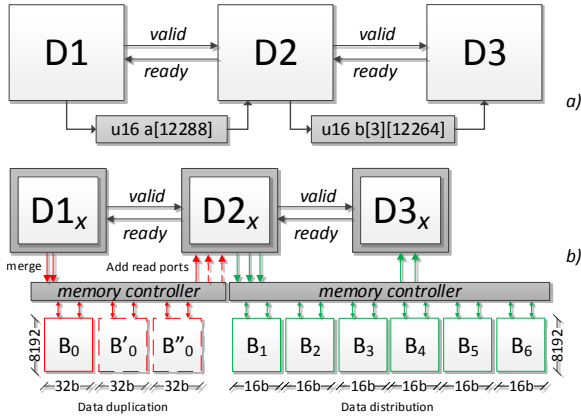 D1 valid D2 valid D3
ready ready
a)
u16 a[12288] u16 b[3][12264]
valid valid
D1x D2x D3x
ready ready
b)
merge Add read ports
memory controller memory controller
8192 B0 B'0 B"0 B1 B2 B3 B4 B5 B6 8192
32b 32b 32b 16b 16b 16b 16b 16b 16b
Data duplication Data distribution